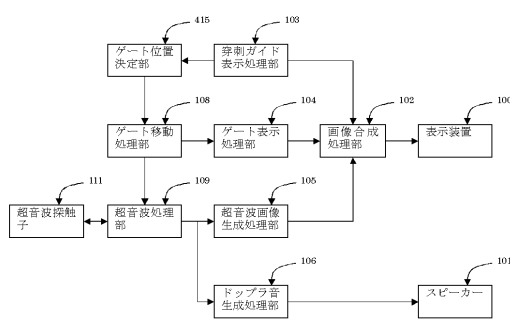 415
103
ゲート位置
決定部
穿刺ガイド
表示処理部
108
104
102
100
ゲート移動
処理部
ゲート表示
処理部
画像合成
処理部
表示装置
111
109
105
超音波探触
子
超音波処理
部
超音波画像
生成処理部
106
101
ドップラ音
生成処理部
スピーカー